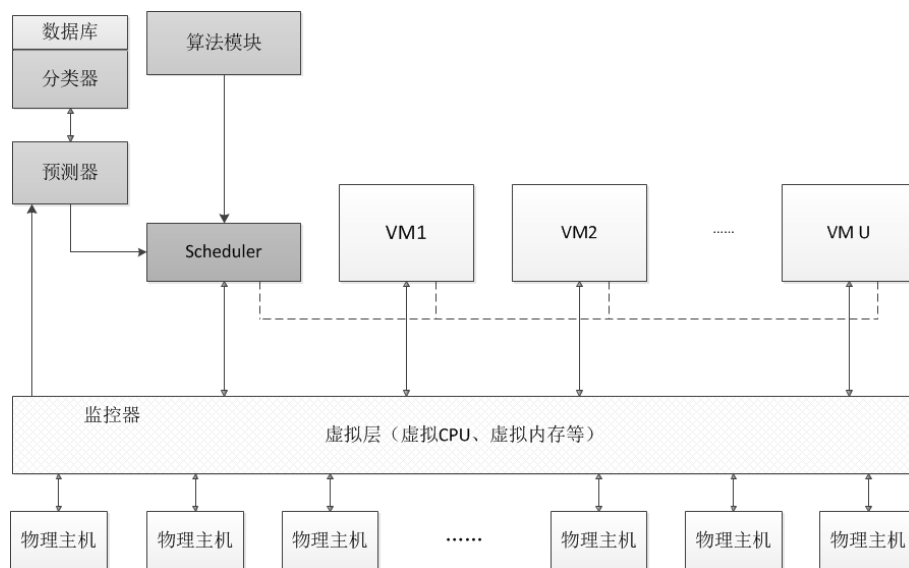 数据库
算法模块
分类器
预测器
Scheduler
VM1
VM2
......
VM U
监控器
虚拟层（虚拟CPU、虚拟内存等）
物理主机
物理主机
物理主机
……
物理主机
物理主机
物理主机